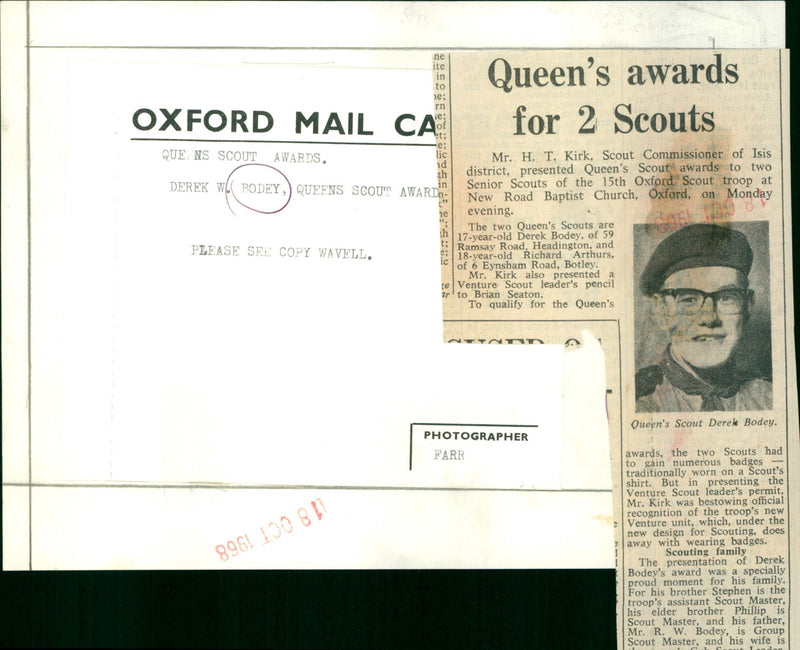 OXFORD MAIL CA
QUEENS SCOUT AWARDS.
DEREK W. BODEY, QUEENS SCOUT AWARD
PLEASE SEE COPY WAVELL.
PHOTOGRAPHER
FARR
18 OCT 1968
Queen's awards
for 2 Scouts
Mr. H. T. Kirk, Scout Commissioner of Isis
district, presented Queen's Scout awards to two
Senior Scouts of the 15th Oxford Scout troop at
New Road Baptist Church, Oxford, on Monday
evening.
The two Queen's Scouts are
17-year-old Derek Bodey, of 59
Ramsay Road, Headington, and
18-year-old Richard Arthurs,
of 6 Eynsham Road, Botley.
Mr. Kirk also presented a
Venture Scout leader's pencil
to Brian Seaton.
To qualify for the Queen's
Queen's Scout Derek Bodey.
awards, the two Scouts had
to gain numerous badges —
traditionally worn on a Scout's
shirt. But in presenting the
Venture Scout leader's permit,
Mr. Kirk was bestowing official
recognition of the troop's new
Venture unit, which, under the
new design for Scouting, does
away with wearing badges.
Scouting family
The presentation of Derek
Bodey's award was a specially
proud moment for his family.
For his brother Stephen is the
troop's assistant Scout Master,
his elder brother Phillip is
Scout Master, and his father,
Mr. R. W. Bodey, is Group
Scout Master, and his wife is